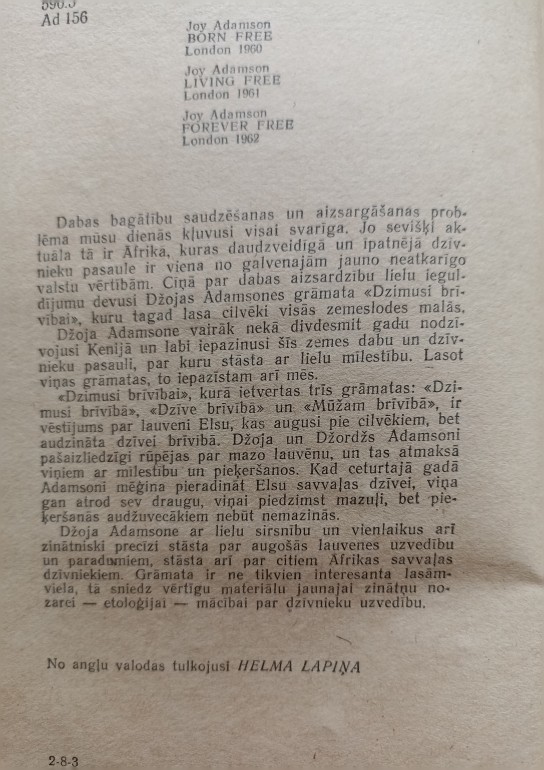 590.5
Ad 156
Joy Adamson
BORN FREE
London 1960
Joy Adamson
LIVING FREE
London 1961
Joy Adamson
FOREVER FREE
London 1962
Dabas bagātību saudzēšanas un aizsargāšanas prob-
lēma mūsu dienās kļuvusi visai svarīga. Jo sevišķi ak-
tuāla tā ir Āfrikā, kuras daudzveidīgā un īpatnējā dzīv-
nieku pasaule ir viena no galvenajām jauno neatkarīgo
valstu vērtībām. Cīņā par dabas aizsardzību lielu iegul-
dījumu devusi Džojas Adamsones grāmata «Dzimusi brī-
vībai», kuru tagad lasa cilvēki visās zemeslodes malās.
Džoja Adamsone vairāk nekā divdesmit gadu nodzī-
vojusi Kenijā un labi iepazinusi šīs zemes dabu un dzīv-
nieku pasauli, par kuru stāsta ar lielu mīlestību. Lasot
viņas grāmatas, to iepazīstam arī mēs.
«Dzimusi brīvībai», kurā ietvertas trīs grāmatas: «Dzi-
musi brīvībā», «Dzīve brīvībā» un «Mūžam brīvībā», ir
vēstījums par lauveni Elsu, kas augusi pie cilvēkiem, bet
audzināta dzīvei brīvībā. Džoja un Džordžs Adamsoni
pašaizliedzīgi rūpējas par mazo lauvēnu, un tas atmaksā
viņiem ar mīlestību un pieķeršanos. Kad ceturtajā gadā
Adamsoni mēģina pieradināt Elsu savvaļas dzīvei, viņa
gan atrod sev draugu, viņai piedzimst mazuļi, bet pie-
ķeršanās audžuvecākiem nebūt nemazinās.
Džoja Adamsone ar lielu sirsnību un vienlaikus arī
zinātniski precīzi stāsta par augošās lauvenes uzvedību
un paradumiem, stāsta arī par citiem Āfrikas savvaļas
dzīvniekiem. Grāmata ir ne tikvien interesanta lasām-
viela, tā sniedz vērtīgu materiālu jaunajai zinātņu no-
zarei — etoloģijai — mācībai par dzīvnieku uzvedību.
No angļu valodas tulkojusi HELMA LAPIŅA
2-8-3